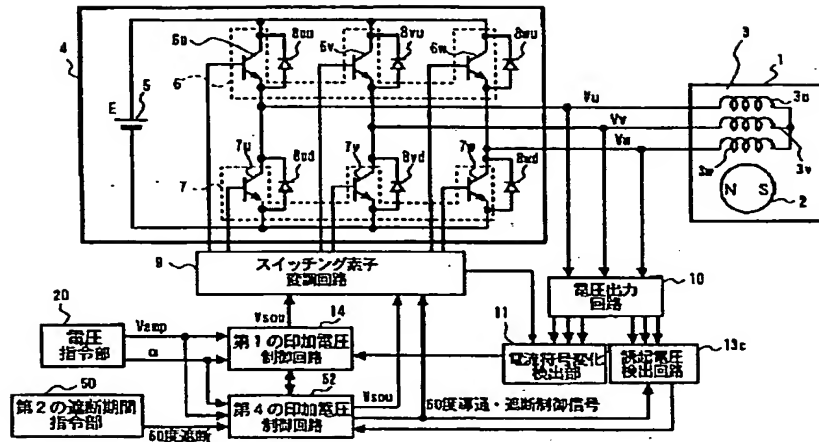 4
E
5
6
6u
6v
6w
8uu
8vu
8wu
7
7u
7v
7w
8ud
8vd
8wd
1
3
3u
3v
3w
N S
2
Vu
Vv
Vw
9
スイッチング素子
変調回路
10
電圧出力
回路
11
電流符号変化
検出部
13c
誘起電圧
検出回路
20
電圧
指令部
Vamp
α
Vsou
14
第1の印加電圧
制御回路
52
第4の印加電圧
制御回路
Vsou
60度導通・遮断制御信号
50
第2の遮断期間
指令部
60度遮断